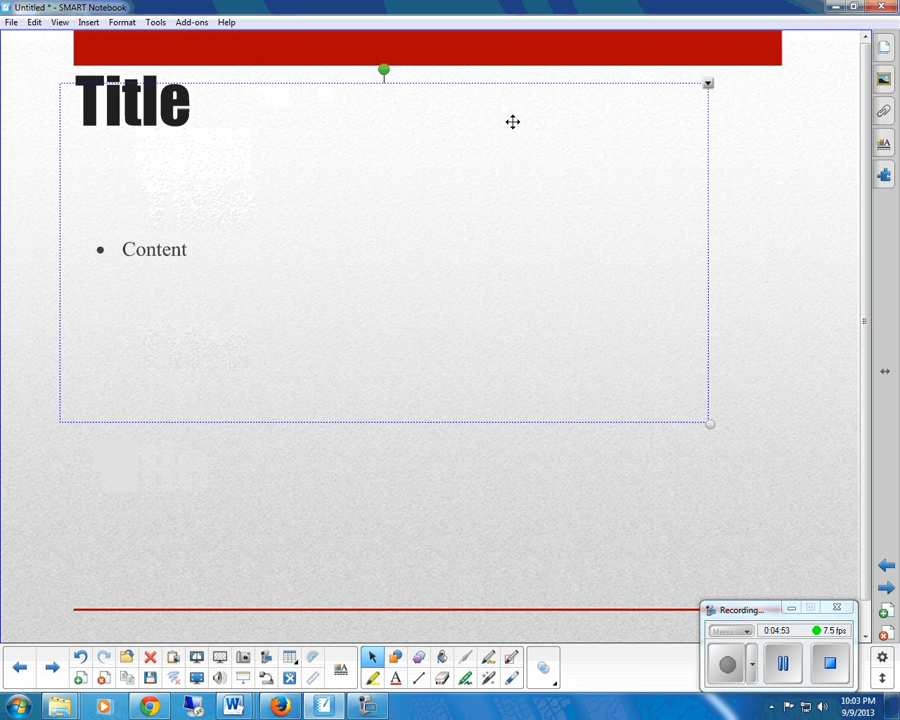 Untitled * - SMART Notebook
File Edit View Insert Format Tools Add-ons Help
Title
• Content
Recording...
Menu 0:04:53 7.5 fps
10:03 PM
9/9/2013